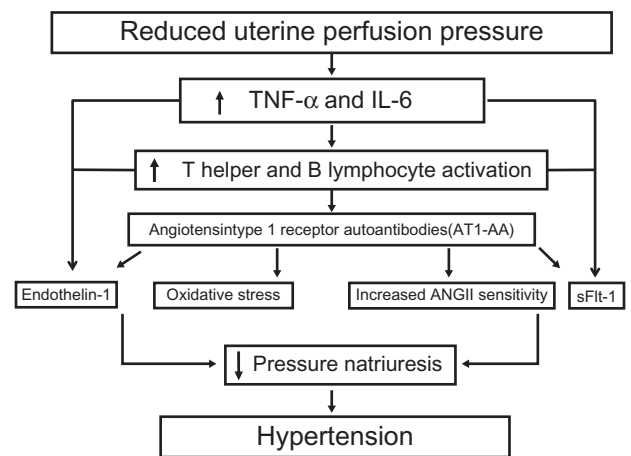 Reduced uterine perfusion pressure
↑ TNF-α and IL-6
↑ T helper and B lymphocyte activation
Angiotensintype 1 receptor autoantibodies(AT1-AA)
Endothelin-1
Oxidative stress
Increased ANGII sensitivity
sFlt-1
↓ Pressure natriuresis
Hypertension